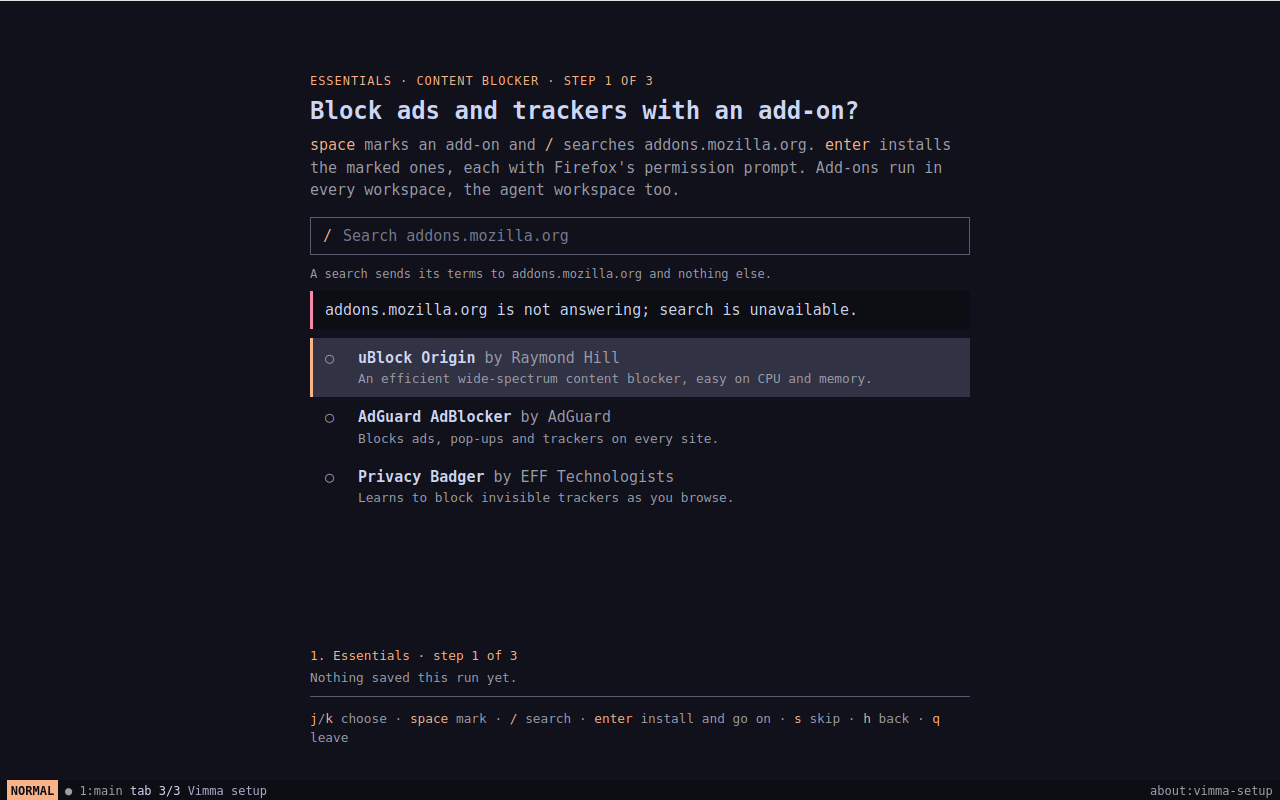 ESSENTIALS · CONTENT BLOCKER · STEP 1 OF 3
Block ads and trackers with an add-on?
space marks an add-on and / searches addons.mozilla.org. enter installs
the marked ones, each with Firefox's permission prompt. Add-ons run in
every workspace, the agent workspace too.
/ Search addons.mozilla.org
A search sends its terms to addons.mozilla.org and nothing else.
addons.mozilla.org is not answering; search is unavailable.
○ uBlock Origin by Raymond Hill
An efficient wide-spectrum content blocker, easy on CPU and memory.
○ AdGuard AdBlocker by AdGuard
Blocks ads, pop-ups and trackers on every site.
○ Privacy Badger by EFF Technologists
Learns to block invisible trackers as you browse.
1. Essentials · step 1 of 3
Nothing saved this run yet.
j/k choose · space mark · / search · enter install and go on · s skip · h back · q
leave
NORMAL ● 1:main tab 3/3 Vimma setup about:vimma-setup